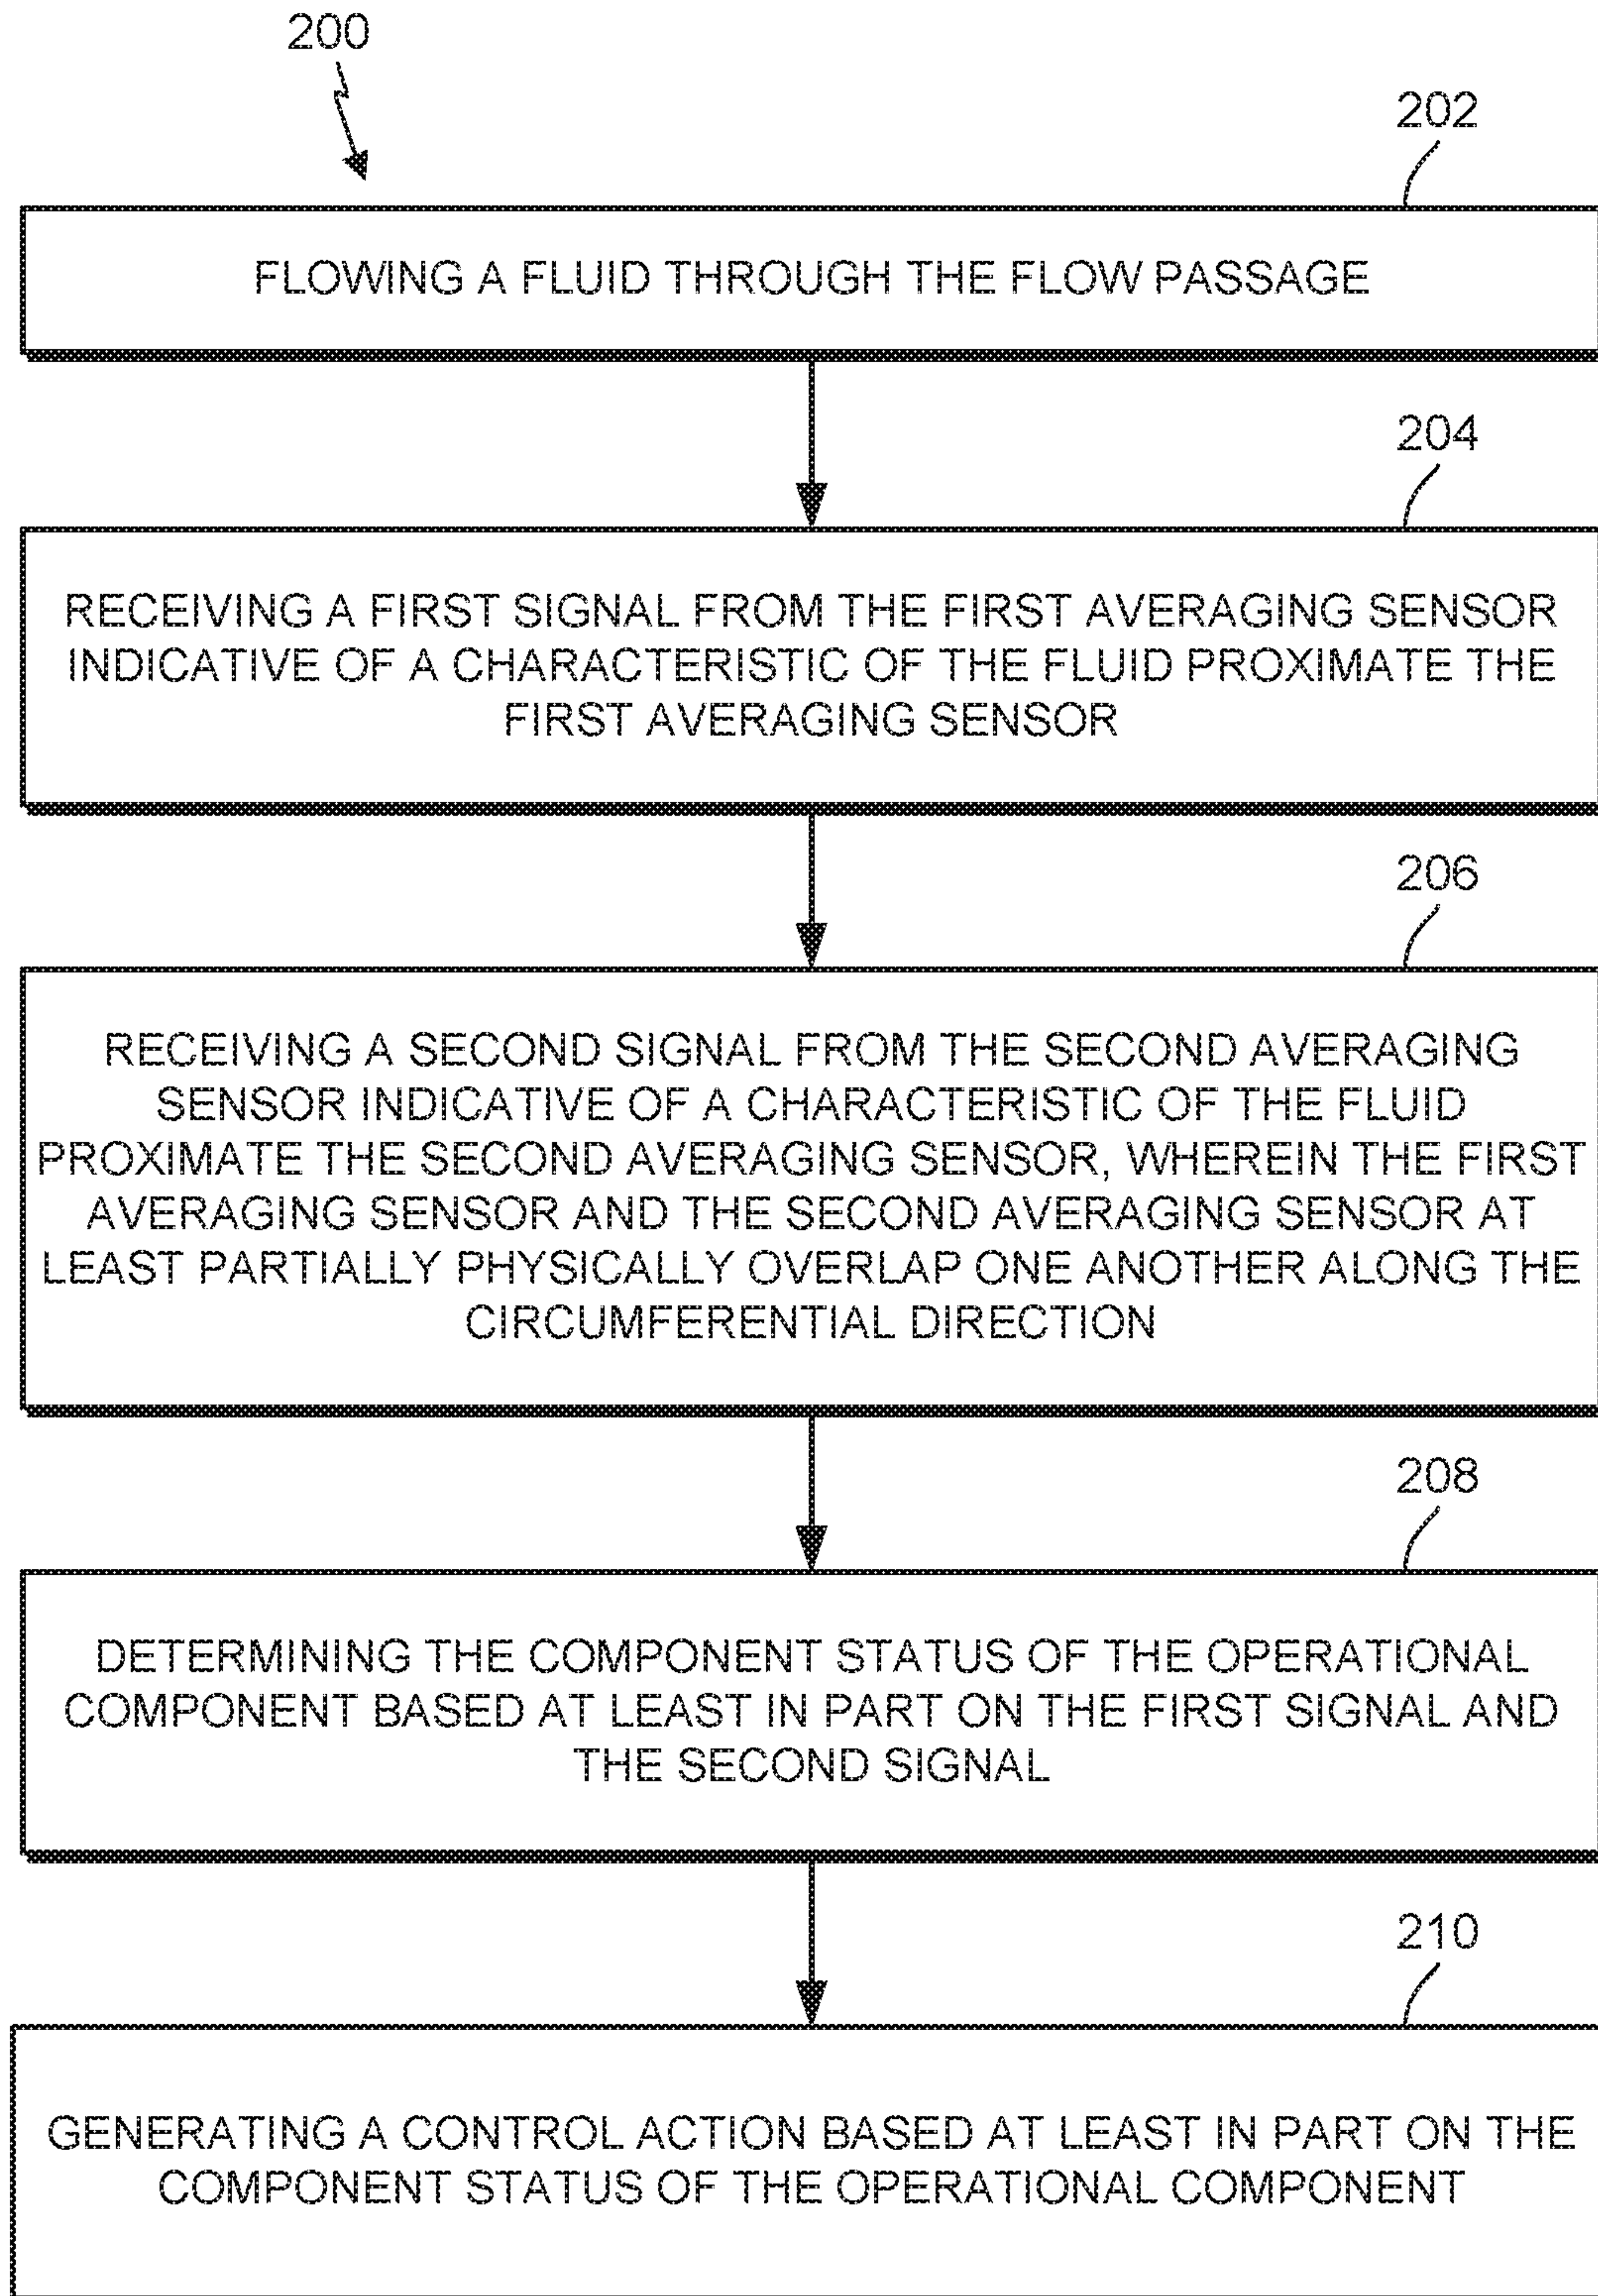 200
202
FLOWING A FLUID THROUGH THE FLOW PASSAGE
204
RECEIVING A FIRST SIGNAL FROM THE FIRST AVERAGING SENSOR
INDICATIVE OF A CHARACTERISTIC OF THE FLUID PROXIMATE THE
FIRST AVERAGING SENSOR
206
RECEIVING A SECOND SIGNAL FROM THE SECOND AVERAGING
SENSOR INDICATIVE OF A CHARACTERISTIC OF THE FLUID
PROXIMATE THE SECOND AVERAGING SENSOR, WHEREIN THE FIRST
AVERAGING SENSOR AND THE SECOND AVERAGING SENSOR AT
LEAST PARTIALLY PHYSICALLY OVERLAP ONE ANOTHER ALONG THE
CIRCUMFERENTIAL DIRECTION
208
DETERMINING THE COMPONENT STATUS OF THE OPERATIONAL
COMPONENT BASED AT LEAST IN PART ON THE FIRST SIGNAL AND
THE SECOND SIGNAL
210
GENERATING A CONTROL ACTION BASED AT LEAST IN PART ON THE
COMPONENT STATUS OF THE OPERATIONAL COMPONENT